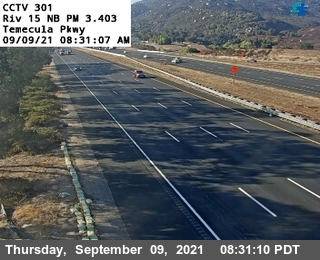 CCTV 301
Riv 15 NB PM 3.403
Temecula Pkwy
09/09/21 08:31:07 AM
Thursday, September 09, 2021 08:31:10 PDT